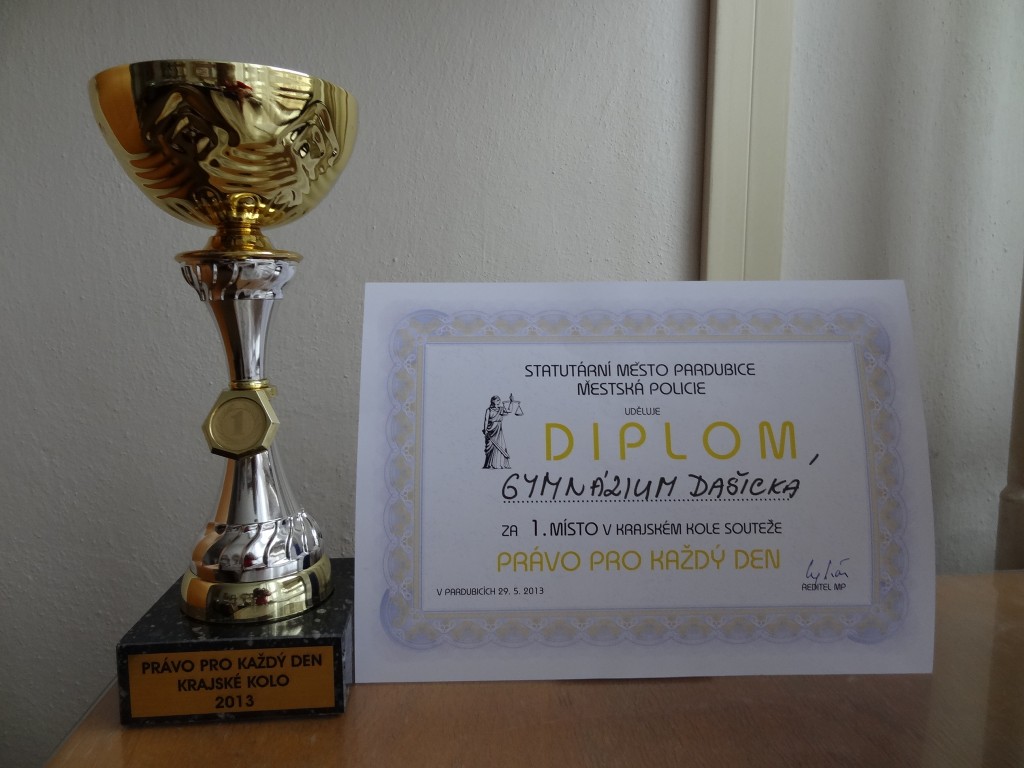 STATUTÁRNÍ MĚSTO PARDUBICE
MĚSTSKÁ POLICIE
UDĚLUJE
DIPLOM
GYMNÁZIUM DAŠICKÁ
ZA 1. MÍSTO V KRAJSKÉM KOLE SOUTĚŽE
PRÁVO PRO KAŽDÝ DEN
V PARDUBICÍCH 29. 5. 2013
ŘEDITEL MP
1
PRÁVO PRO KAŽDÝ DEN
KRAJSKÉ KOLO
2013